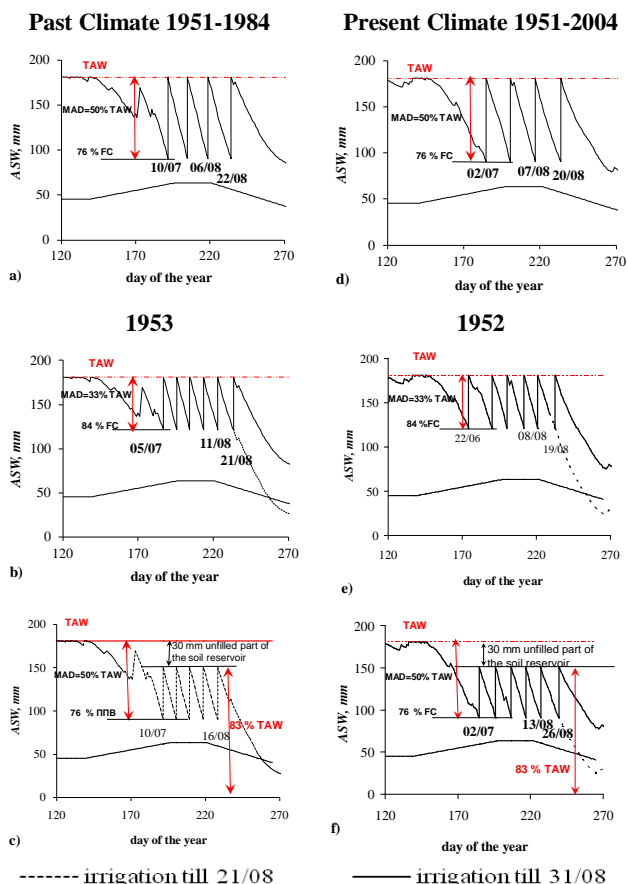 Past Climate 1951-1984
Present Climate 1951-2004
200
150
100
50
0
ASW, mm
TAW
MAD=50% TAW
76 % FC
10/07
06/08
22/08
120
170
220
270
a)
day of the year
200
150
100
50
0
ASW, mm
TAW
MAD=50% TAW
76 % FC
02/07
07/08
20/08
120
170
220
270
d)
day of the year
1953
1952
200
150
100
50
0
ASW, mm
TAW
MAD=33% TAW
84 % FC
05/07
11/08
21/08
120
170
220
270
b)
day of the year
200
150
100
50
0
ASW, mm
TAW
MAD=33% TAW
84 %FC
22/06
08/08
19/08
120
170
220
270
e)
day of the year
200
150
100
50
0
ASW, mm
TAW
30 mm unfilled part of
the soil reservoir
MAD=50% TAW
76 % ППВ
10/07
16/08
83 % TAW
120
170
220
270
c)
day of the year
200
150
100
50
0
ASW, mm
TAW
30 mm unfilled part of
the soil reservoir
MAD=50% TAW
76 % FC
02/07
13/08
26/08
83 % TAW
120
170
220
270
f)
day of the year
irrigation till 21/08
irrigation till 31/08